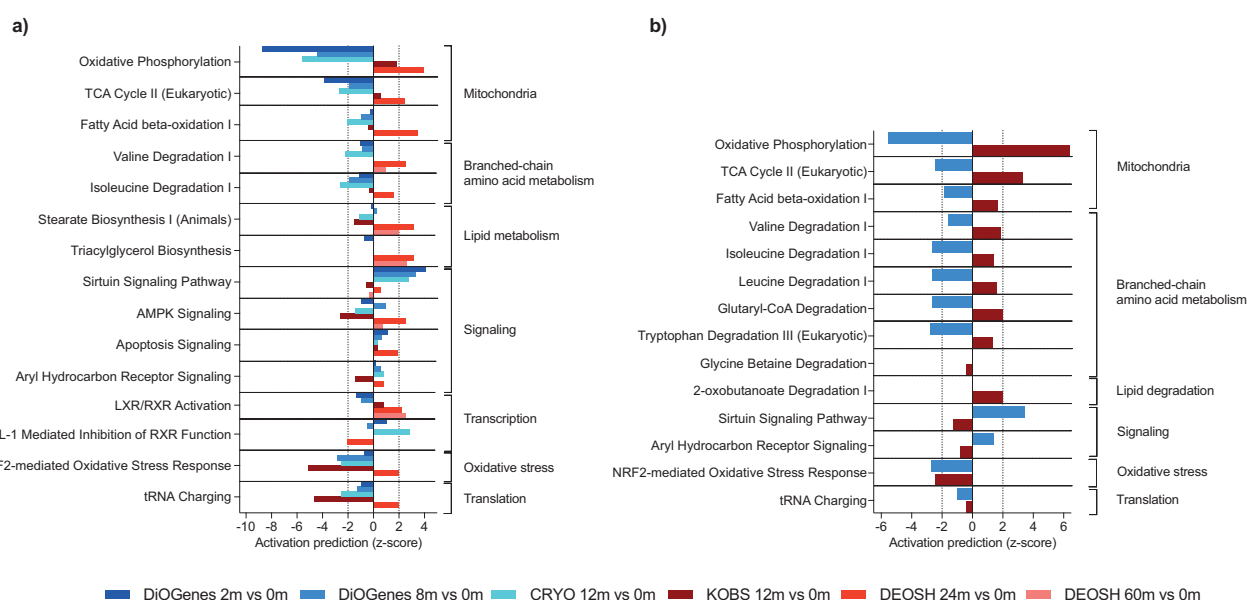 a)
Oxidative Phosphorylation
TCA Cycle II (Eukaryotic)
Fatty Acid beta-oxidation I
Valine Degradation I
Isoleucine Degradation I
Stearate Biosynthesis I (Animals)
Triacylglycerol Biosynthesis
Sirtuin Signaling Pathway
AMPK Signaling
Apoptosis Signaling
Aryl Hydrocarbon Receptor Signaling
LXR/RXR Activation
L-1 Mediated Inhibition of RXR Function
F2-mediated Oxidative Stress Response
tRNA Charging
Mitochondria
Branched-chain
amino acid metabolism
Lipid metabolism
Signaling
Transcription
Oxidative stress
Translation
-10 -8 -6 -4 -2 0 2 4
Activation prediction (z-score)
b)
Oxidative Phosphorylation
TCA Cycle II (Eukaryotic)
Fatty Acid beta-oxidation I
Valine Degradation I
Isoleucine Degradation I
Leucine Degradation I
Glutaryl-CoA Degradation
Tryptophan Degradation III (Eukaryotic)
Glycine Betaine Degradation
2-oxobutanoate Degradation I
Sirtuin Signaling Pathway
Aryl Hydrocarbon Receptor Signaling
NRF2-mediated Oxidative Stress Response
tRNA Charging
Mitochondria
Branched-chain
amino acid metabolism
Lipid degradation
Signaling
Oxidative stress
Translation
-6 -4 -2 0 2 4 6
Activation prediction (z-score)
DiOGenes 2m vs 0m DiOGenes 8m vs 0m CRYO 12m vs 0m KOBS 12m vs 0m DEOSH 24m vs 0m DEOSH 60m vs 0m